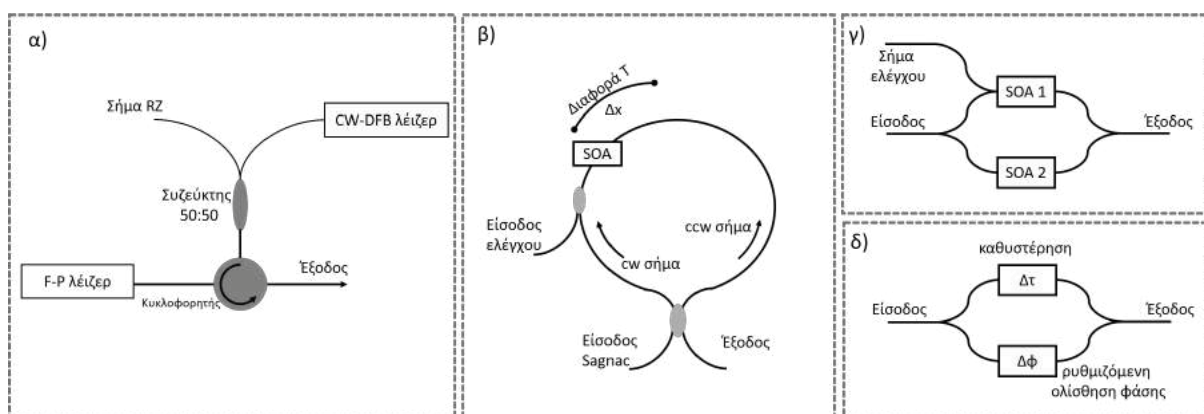 α)
Σήμα RZ
CW-DFB λέιζερ
Συζεύκτης
50:50
F-P λέιζερ
Κυκλοφορητής
Έξοδος
β)
Διαφορά Τ
Δx
SOA
Είσοδος
ελέγχου
cw σήμα
ccw σήμα
Είσοδος
Sagnac
Έξοδος
γ)
Σήμα
ελέγχου
SOA 1
Είσοδος
Έξοδος
SOA 2
δ)
καθυστέρηση
Δτ
Είσοδος
Έξοδος
Δφ
ρυθμιζόμενη
ολίσθηση φάσης